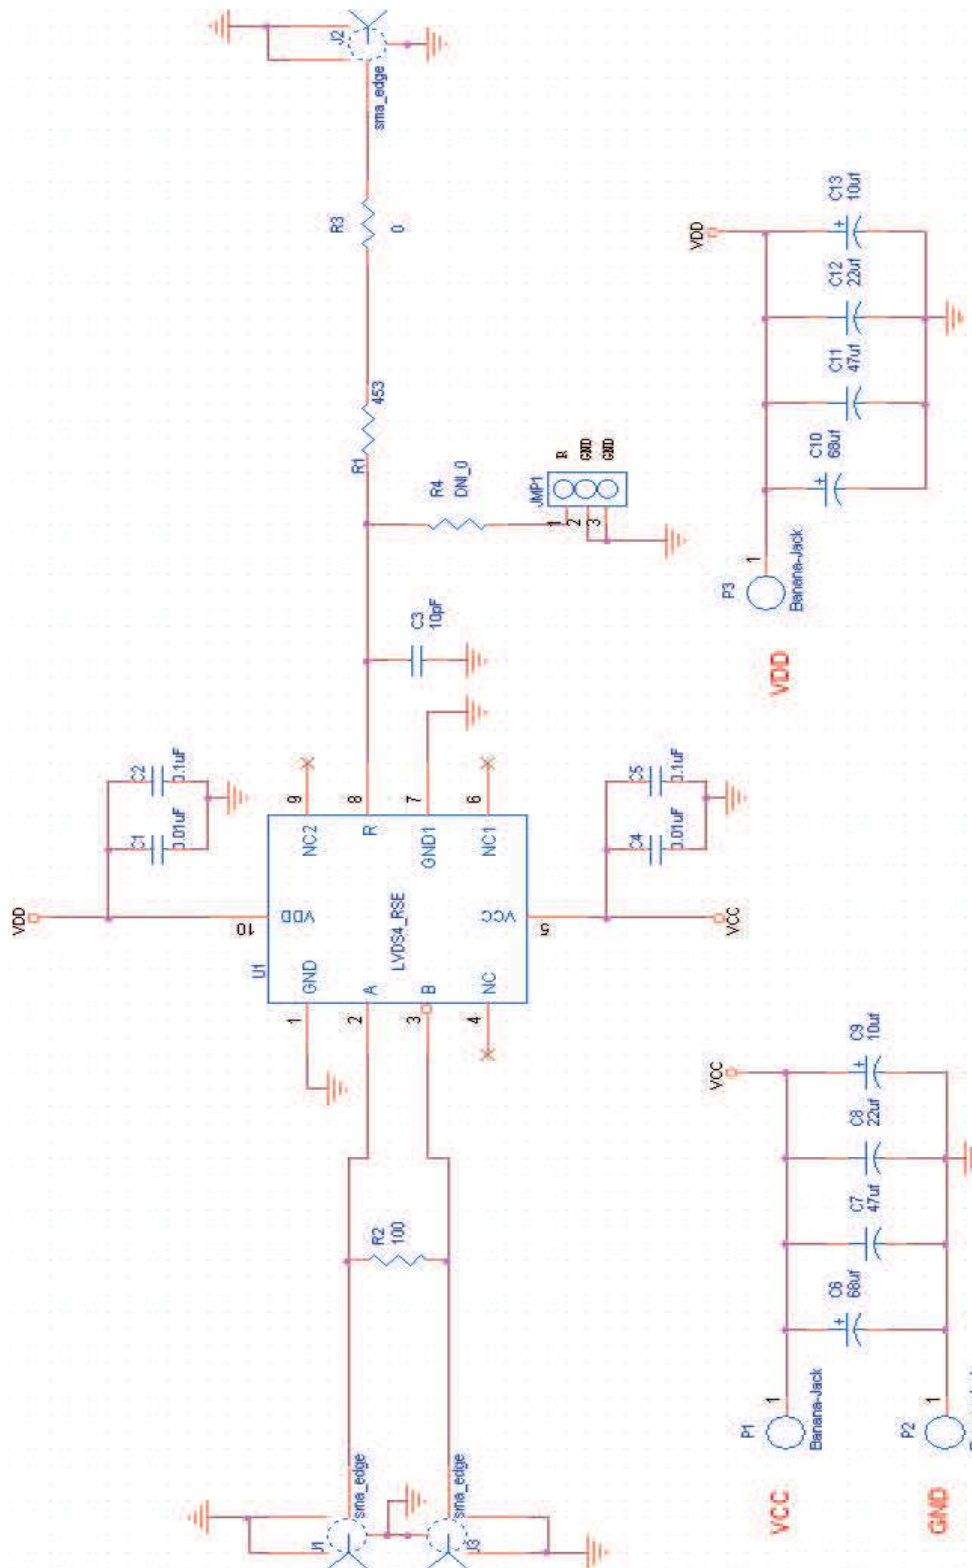 J2
sma_edge
R3
0
R1
453
R4
DNI_0
JMP1
R
GND
GND
1
2
3
C3
10pF
VDD
C1
0.01uF
C2
0.1uF
U1
LVDS4_RSE
10
VDD
1
GND
2
A
3
B
4
NC
5
VCC
6
NC1
7
GND1
8
R
9
NC2
C4
0.01uF
C5
0.1uF
VCC
R2
100
J1
sma_edge
J3
sma_edge
VDD
P3
Banana-Jack
1
VDD
C10
68uf
C11
47uf
C12
22uf
C13
10uf
VCC
P1
Banana-Jack
1
VCC
C6
68uf
C7
47uf
C8
22uf
C9
10uf
GND
P2
1